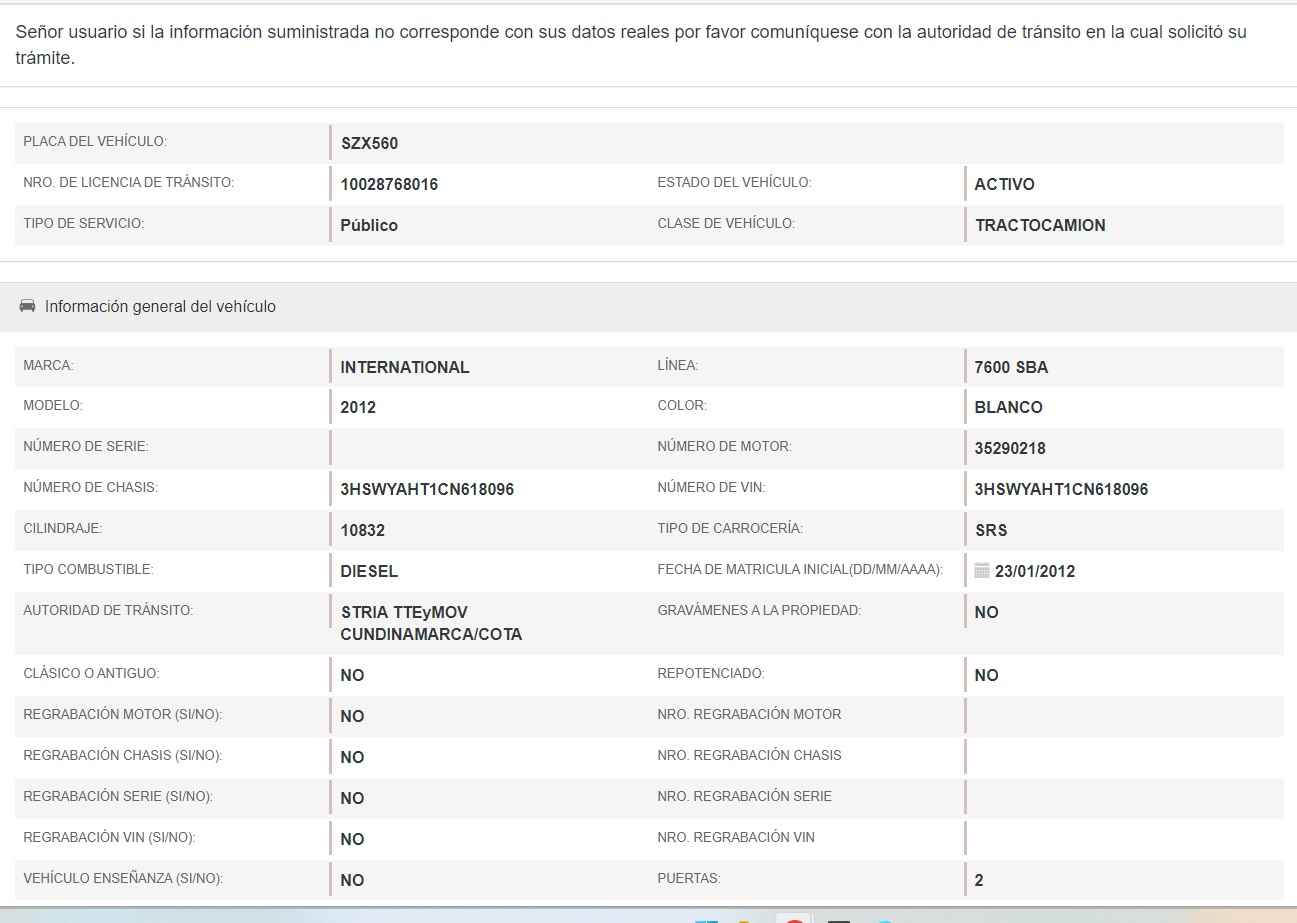 Señor usuario si la información suministrada no corresponde con sus datos reales por favor comuníquese con la autoridad de tránsito en la cual solicitó su
trámite.
PLACA DEL VEHÍCULO: SZX560
NRO. DE LICENCIA DE TRÁNSITO: 10028768016 ESTADO DEL VEHÍCULO: ACTIVO
TIPO DE SERVICIO: Público CLASE DE VEHÍCULO: TRACTOCAMION
Información general del vehículo
MARCA: INTERNATIONAL LÍNEA: 7600 SBA
MODELO: 2012 COLOR: BLANCO
NÚMERO DE SERIE: NÚMERO DE MOTOR: 35290218
NÚMERO DE CHASIS: 3HSWYAHT1CN618096 NÚMERO DE VIN: 3HSWYAHT1CN618096
CILINDRAJE: 10832 TIPO DE CARROCERÍA: SRS
TIPO COMBUSTIBLE: DIESEL FECHA DE MATRICULA INICIAL(DD/MM/AAAA): 23/01/2012
AUTORIDAD DE TRÁNSITO: STRIA TTEyMOV GRAVÁMENES A LA PROPIEDAD: NO
CUNDINAMARCA/COTA
CLÁSICO O ANTIGUO: NO REPOTENCIADO: NO
REGRABACIÓN MOTOR (SI/NO): NO NRO. REGRABACIÓN MOTOR
REGRABACIÓN CHASIS (SI/NO): NO NRO. REGRABACIÓN CHASIS
REGRABACIÓN SERIE (SI/NO): NO NRO. REGRABACIÓN SERIE
REGRABACIÓN VIN (SI/NO): NO NRO. REGRABACIÓN VIN
VEHÍCULO ENSEÑANZA (SI/NO): NO PUERTAS: 2